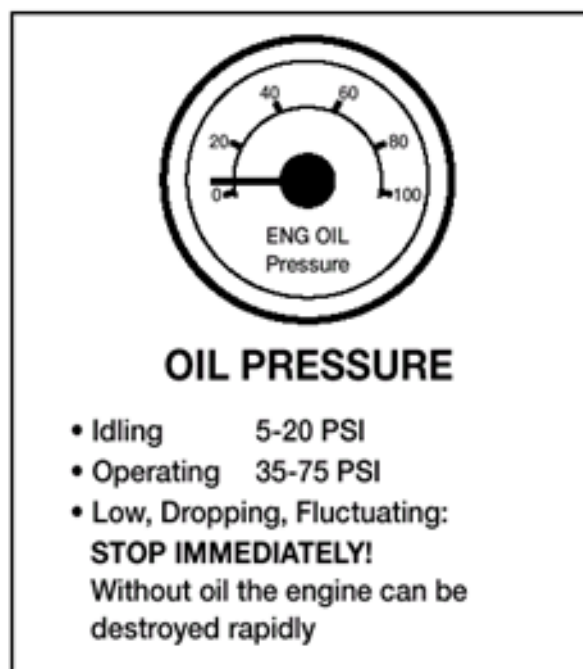 40 60
20 80
0 100
ENG OIL
Pressure
OIL PRESSURE
• Idling 5-20 PSI
• Operating 35-75 PSI
• Low, Dropping, Fluctuating:
STOP IMMEDIATELY!
Without oil the engine can be
destroyed rapidly